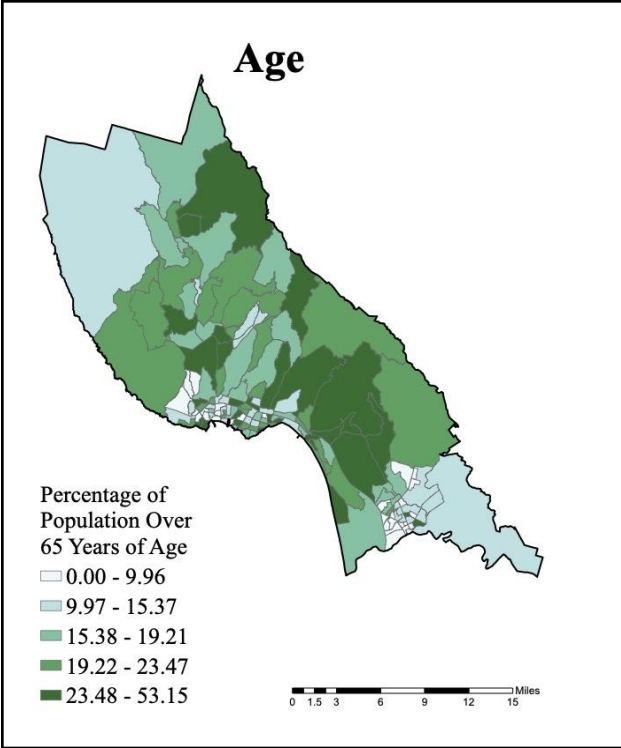 Age
Percentage of
Population Over
65 Years of Age
0.00 - 9.96
9.97 - 15.37
15.38 - 19.21
19.22 - 23.47
23.48 - 53.15
Miles
0 1.5 3 6 9 12 15